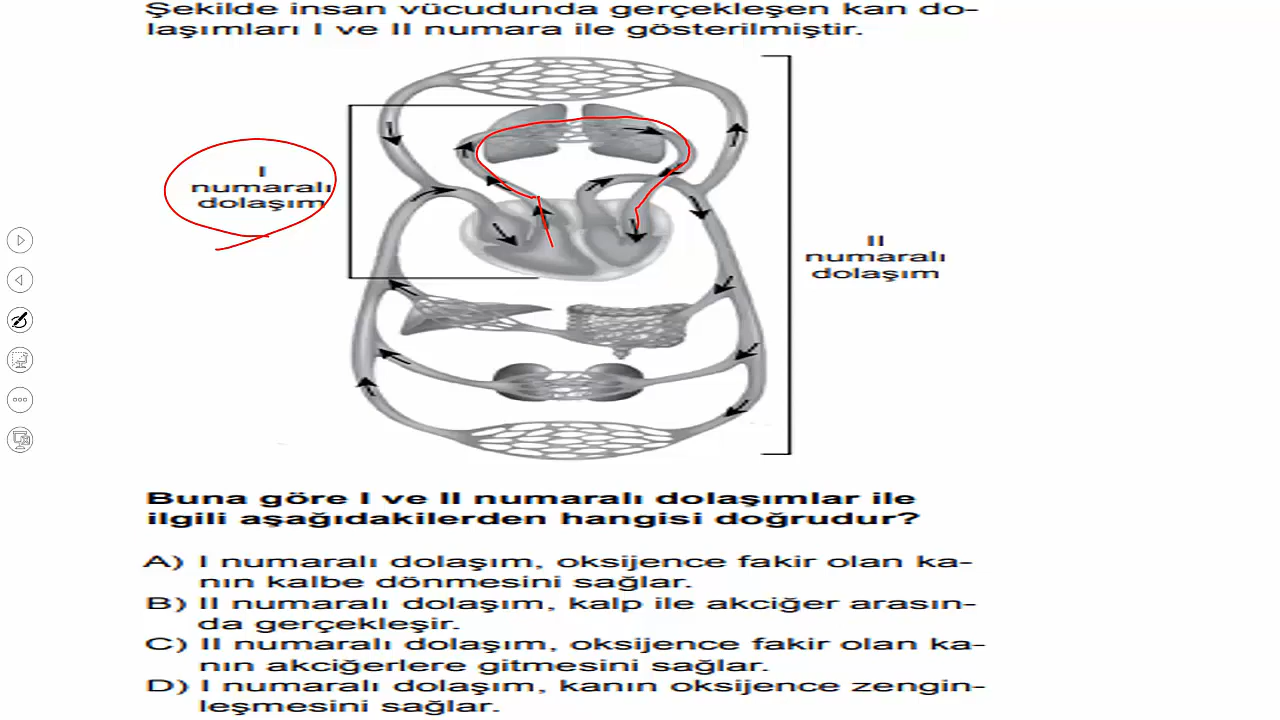 Şekilde insan vücudunda gerçekleşen kan do-
laşımları I ve II numara ile gösterilmiştir.
I
numaralı
dolaşım
II
numaralı
dolaşım
Buna göre I ve II numaralı dolaşımlar ile
ilgili aşağıdakilerden hangisi doğrudur?
A) I numaralı dolaşım, oksijence fakir olan ka-
nın kalbe dönmesini sağlar.
B) II numaralı dolaşım, kalp ile akciğer arasın-
da gerçekleşir.
C) II numaralı dolaşım, oksijence fakir olan ka-
nın akciğerlere gitmesini sağlar.
D) I numaralı dolaşım, kanın oksijence zengin-
leşmesini sağlar.